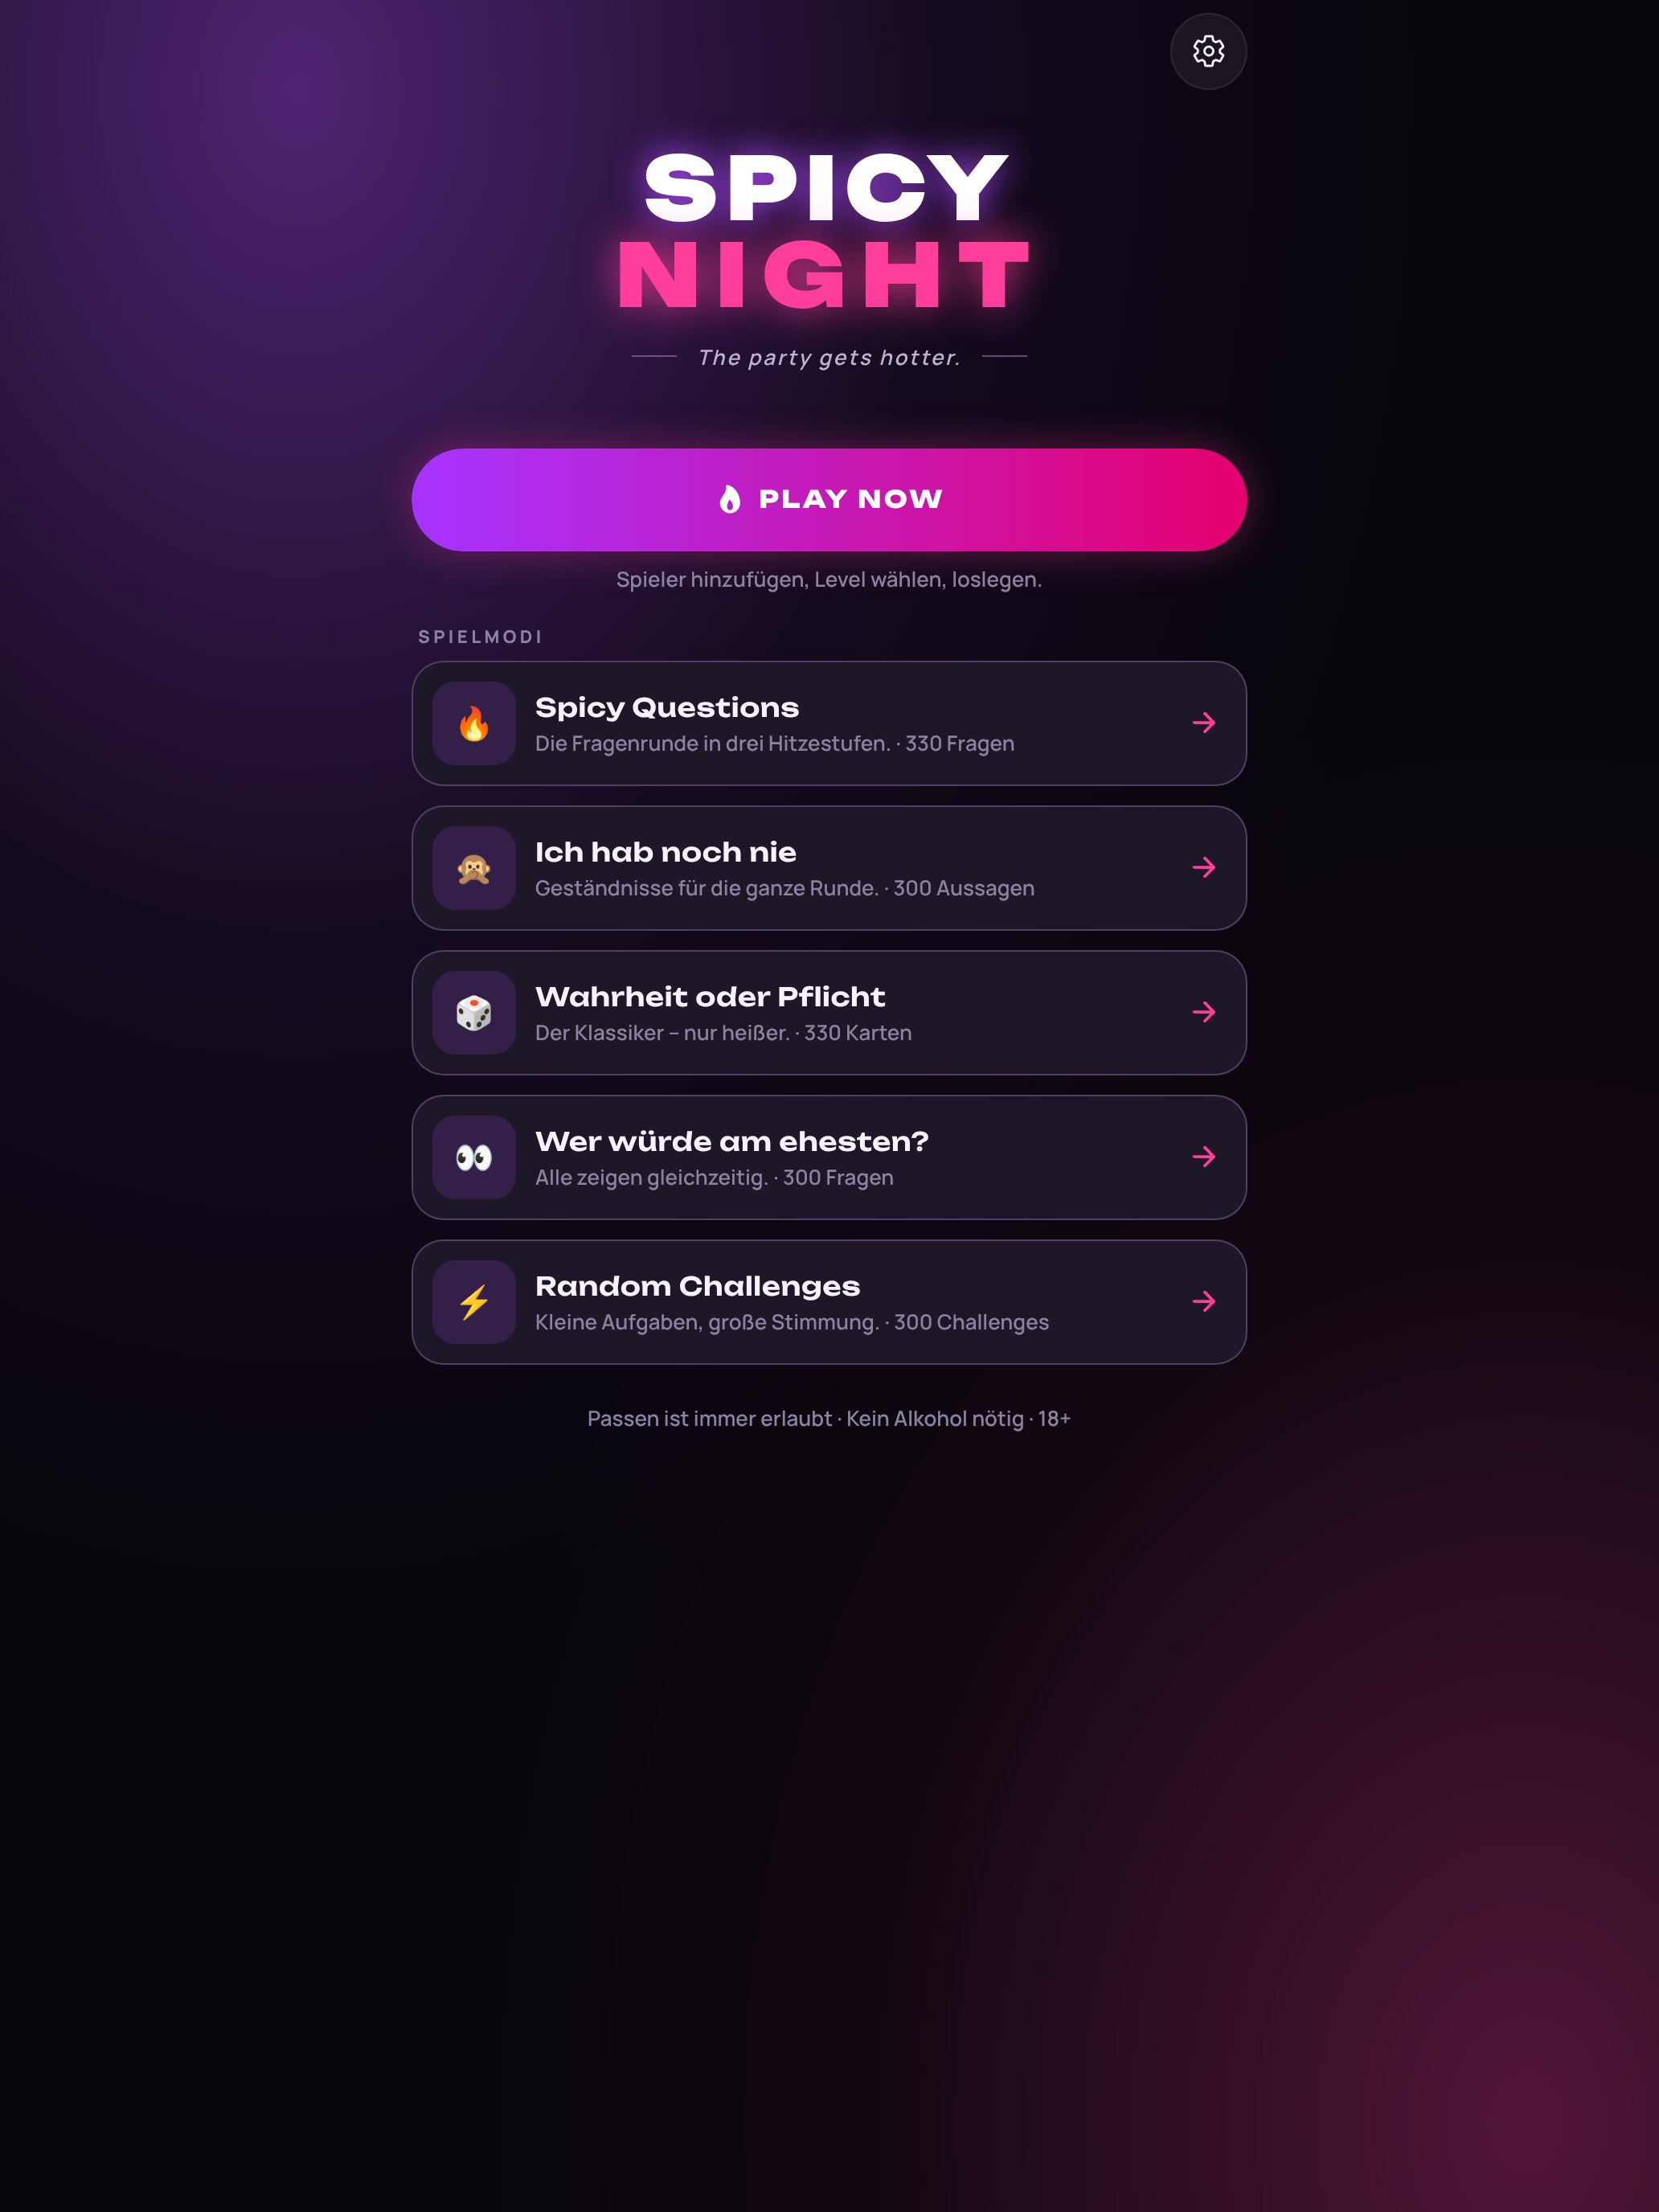 SPICY
NIGHT
The party gets hotter.
PLAY NOW
Spieler hinzufügen, Level wählen, loslegen.
SPIELMODI
Spicy Questions
Die Fragenrunde in drei Hitzestufen. · 330 Fragen
Ich hab noch nie
Geständnisse für die ganze Runde. · 300 Aussagen
Wahrheit oder Pflicht
Der Klassiker – nur heißer. · 330 Karten
Wer würde am ehesten?
Alle zeigen gleichzeitig. · 300 Fragen
Random Challenges
Kleine Aufgaben, große Stimmung. · 300 Challenges
Passen ist immer erlaubt · Kein Alkohol nötig · 18+